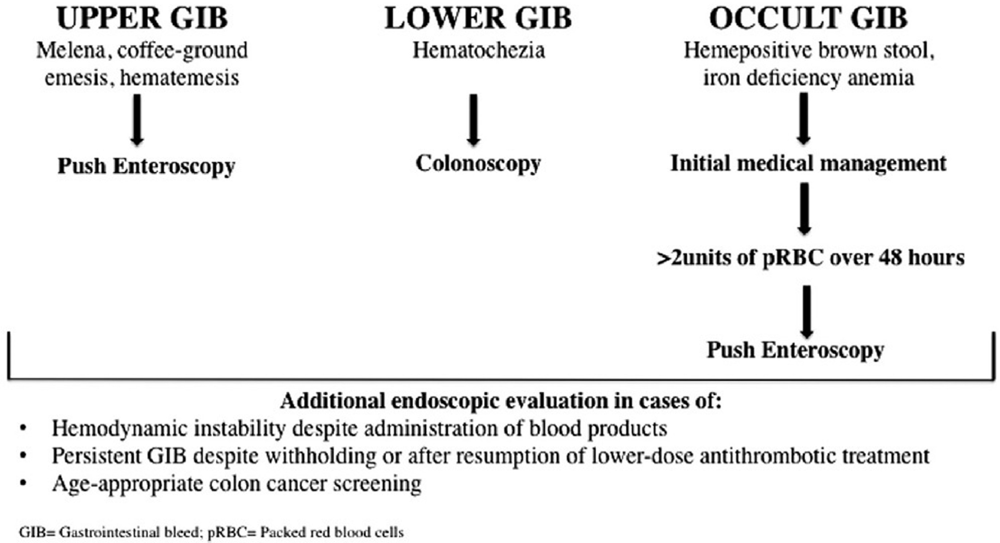 UPPER GIB
Melena, coffee-ground
emesis, hematemesis
Push Enteroscopy
LOWER GIB
Hematochezia
Colonoscopy
OCCULT GIB
Hemepositive brown stool,
iron deficiency anemia
Initial medical management
>2units of pRBC over 48 hours
Push Enteroscopy
Additional endoscopic evaluation in cases of:
• Hemodynamic instability despite administration of blood products
• Persistent GIB despite withholding or after resumption of lower-dose antithrombotic treatment
• Age-appropriate colon cancer screening
GIB= Gastrointestinal bleed; pRBC= Packed red blood cells